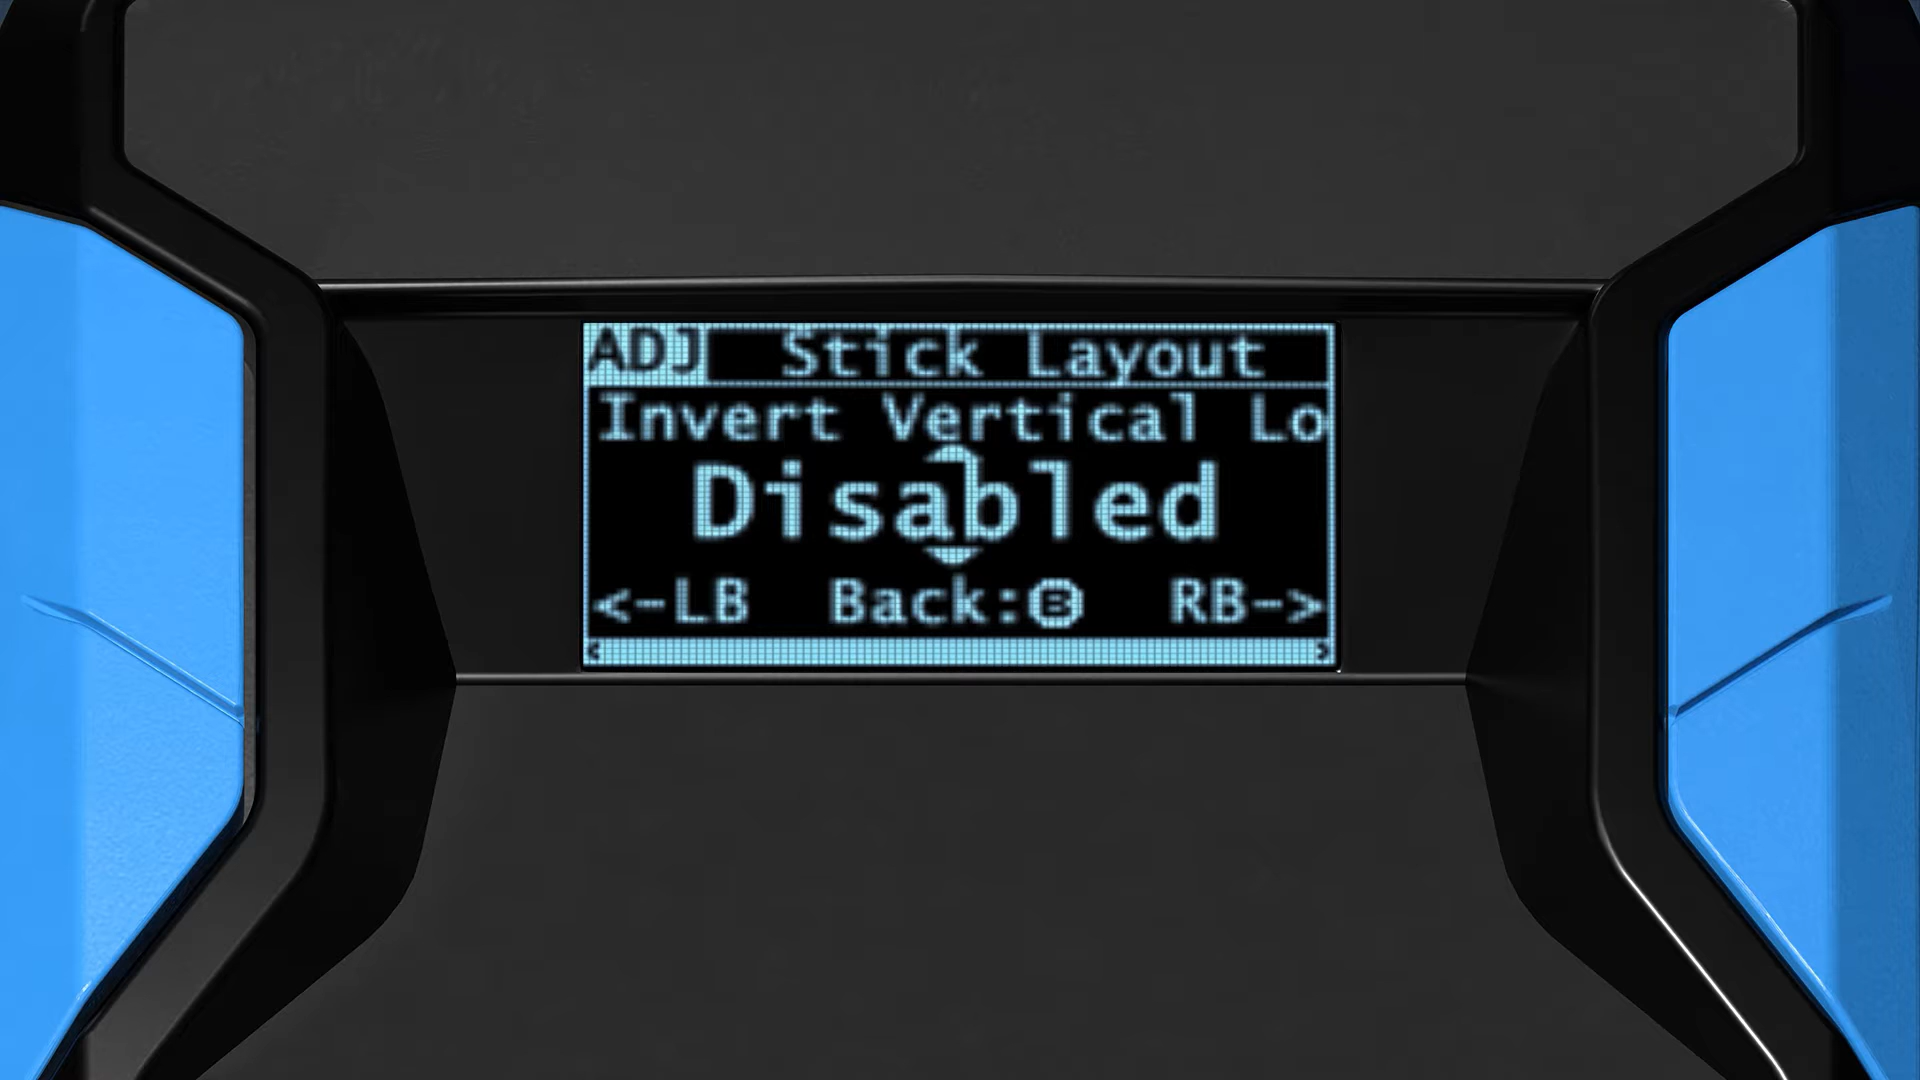 ADJ Stick Layout
Invert Vertical Lo
Disabled
<-LB Back:Ⓑ RB->
< >